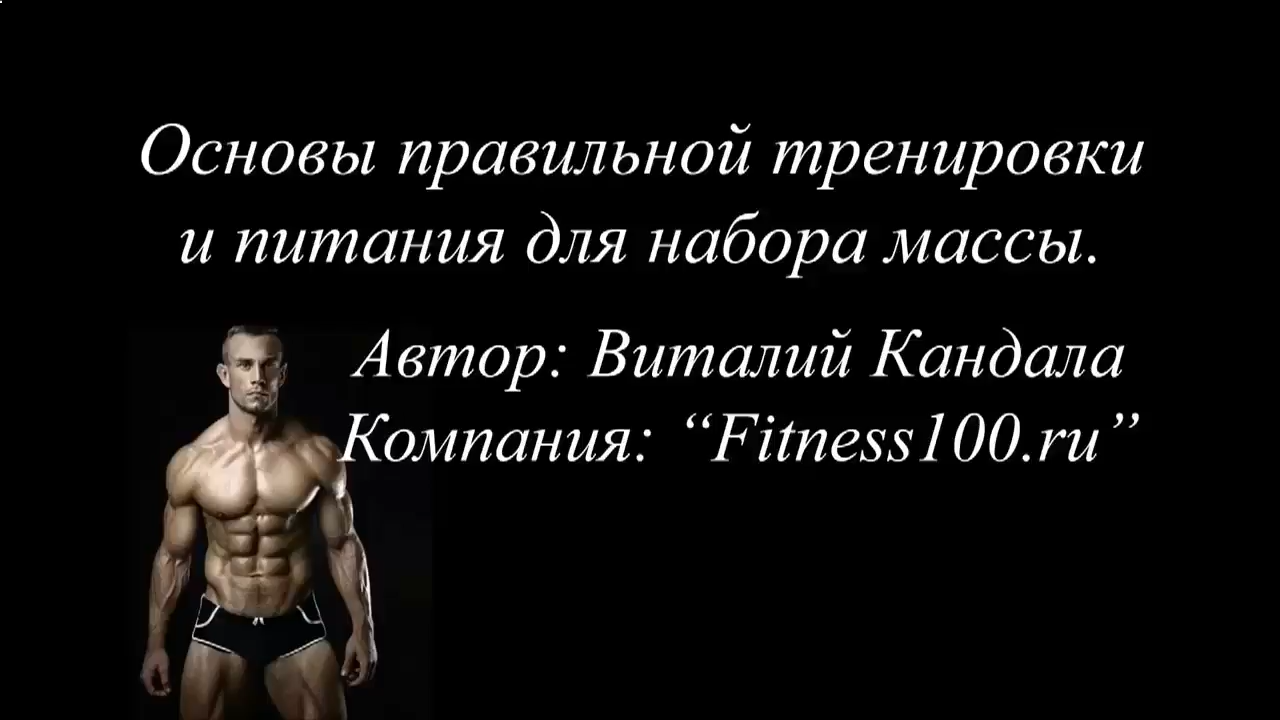 Основы правильной тренировки
и питания для набора массы.
Автор: Виталий Кандала
Компания: “Fitness100.ru”